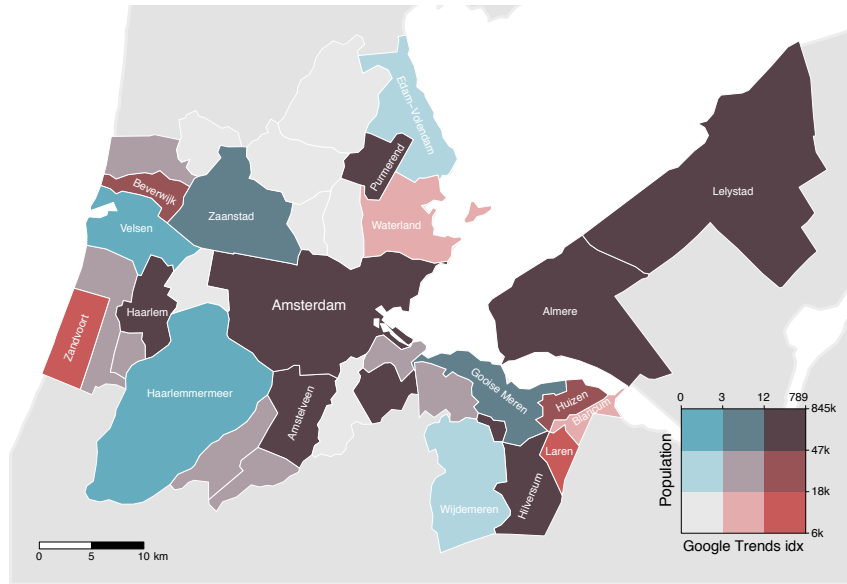 Edam−Volendam
Purmerend
Beverwijk
Lelystad
Zaanstad
Waterland
Velsen
Amsterdam
Haarlem
Almere
Zandvoort
Gooise Meren
Haarlemmermeer
Huizen
Blaricum
Amstelveen
Laren
Hilversum
Wijdemeren
0 3 12 789
845k
47k
18k
6k
Population
Google Trends idx
0 5 10 km